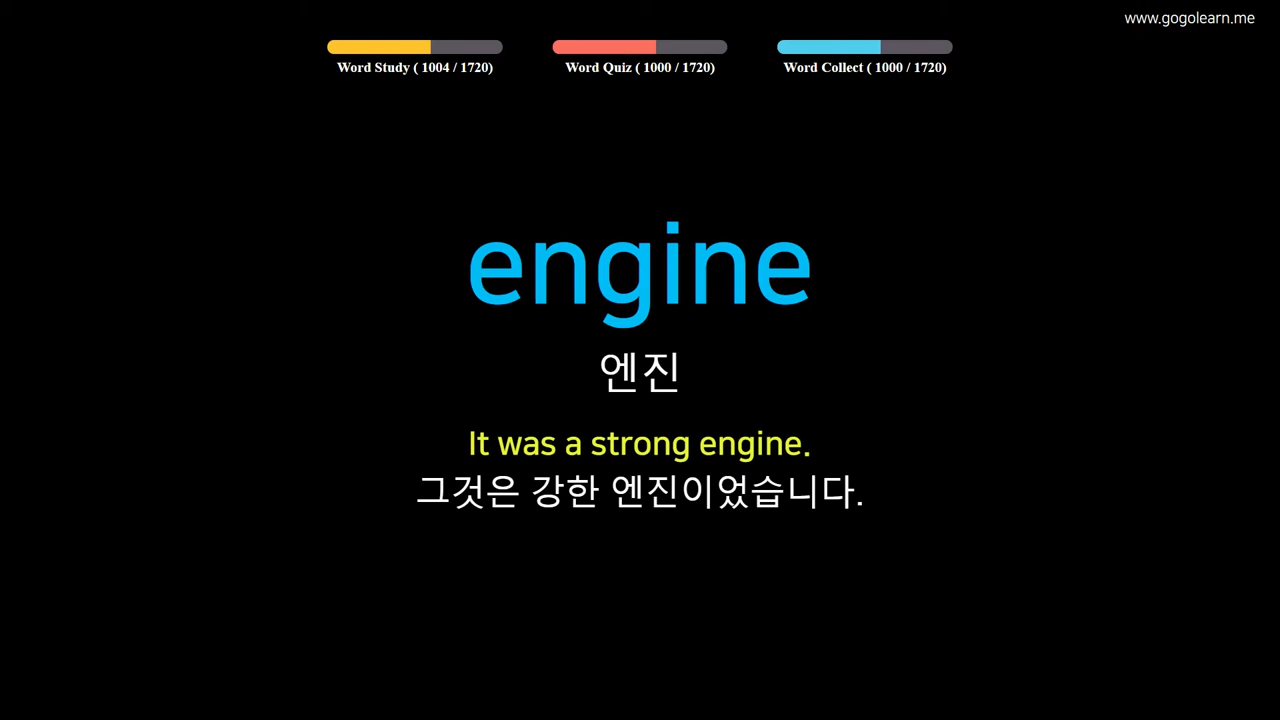 www.gogolearn.me
Word Study ( 1004 / 1720)
Word Quiz ( 1000 / 1720)
Word Collect ( 1000 / 1720)
engine
엔진
It was a strong engine.
그것은 강한 엔진이었습니다.